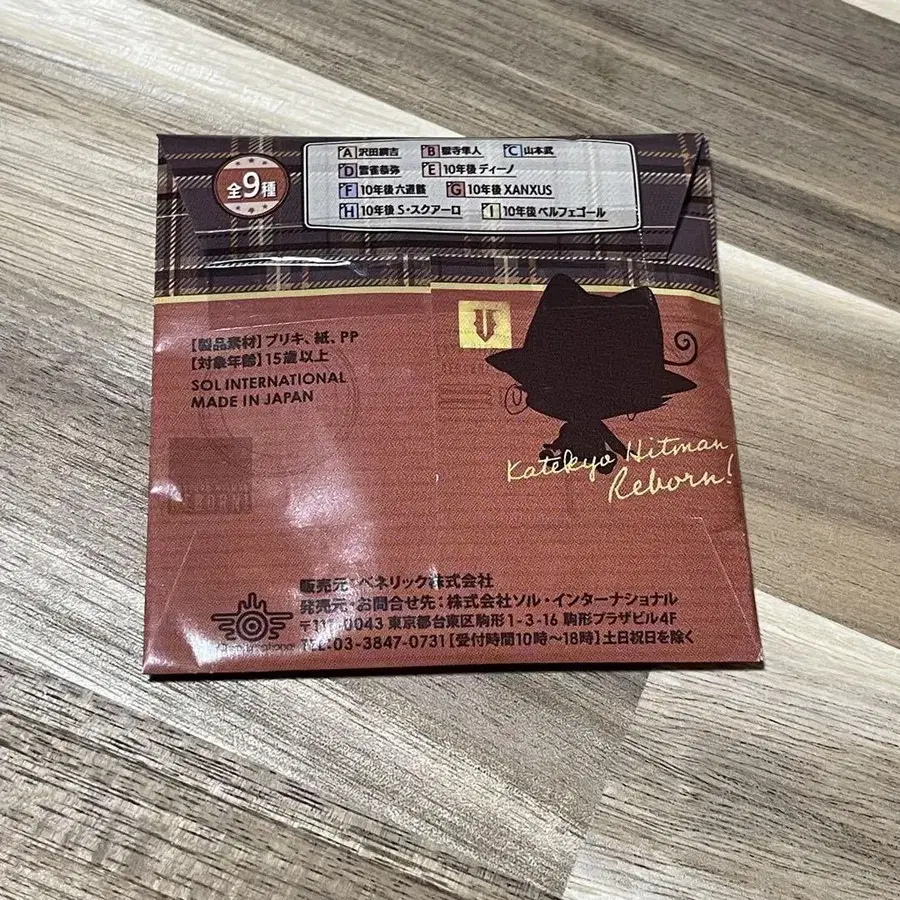 全9種
A 沢田綱吉 B 獄寺隼人 C 山本武
D 雲雀恭弥 E 10年後 ディーノ
F 10年後 六道骸 G 10年後 XANXUS
H 10年後 S・スクアーロ I 10年後 ベルフェゴール
【製品素材】ブリキ、紙、PP
【対象年齢】15歳以上
SOL INTERNATIONAL
MADE IN JAPAN
Katekyo Hitman
Reborn!
販売元：ベネリック株式会社
発売元・お問合せ先：株式会社ソル・インターナショナル
〒111-0043 東京都台東区駒形1-3-16 駒形プラザビル4F
TEL:03-3847-0731【受付時間10時〜18時】土日祝日を除く